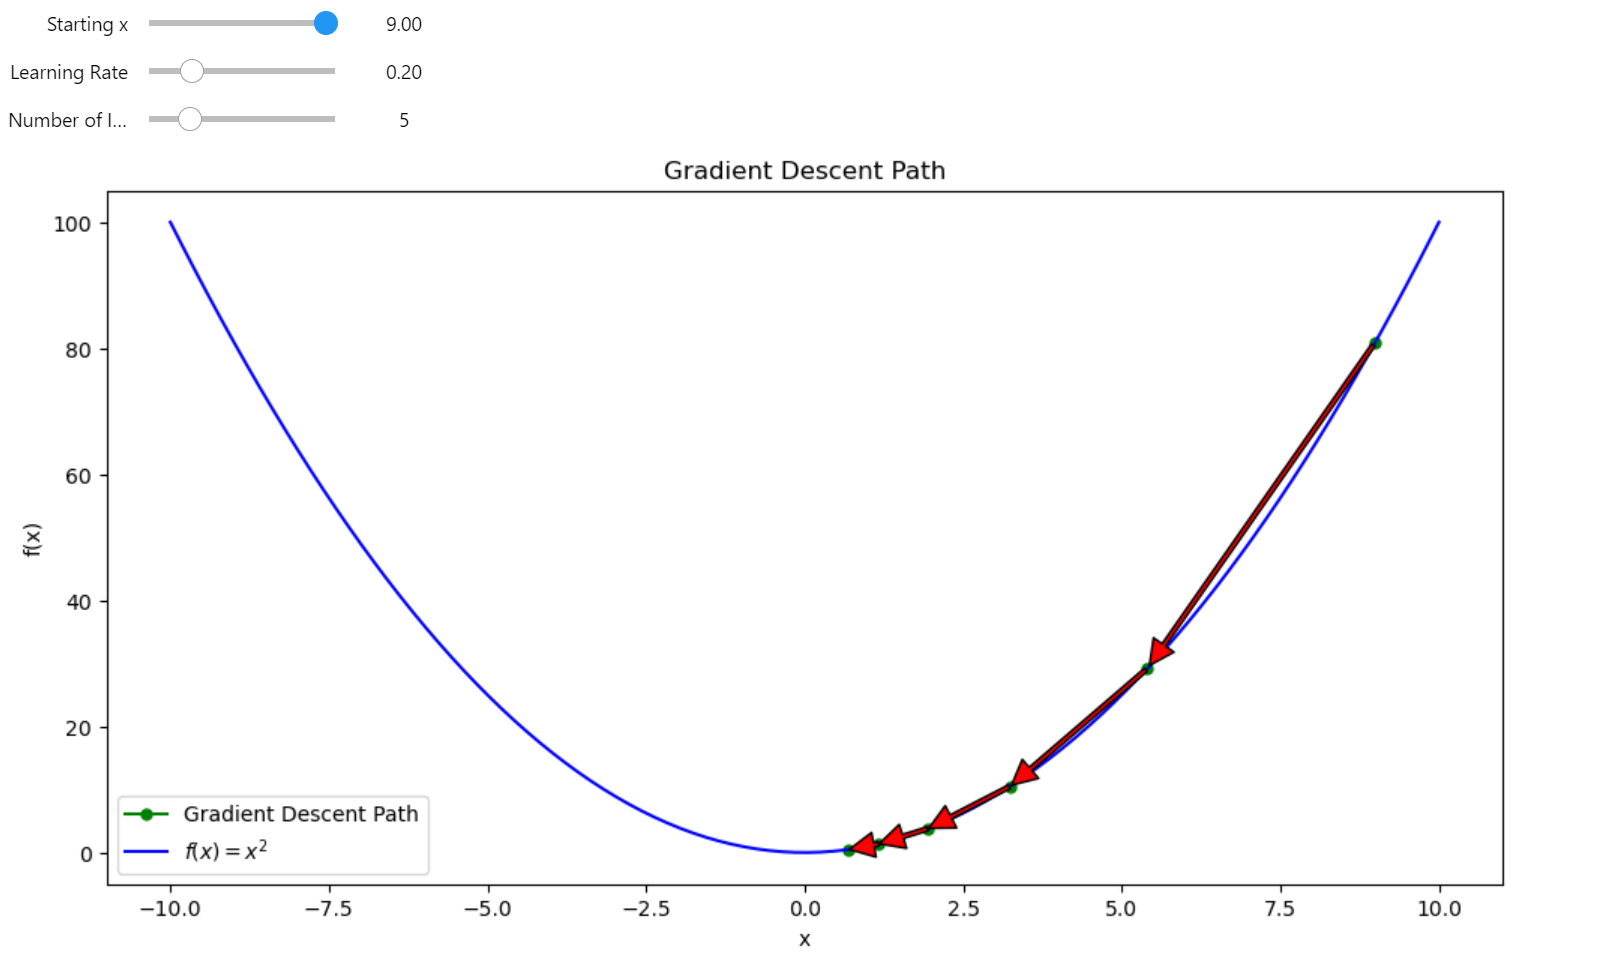 Starting x 9.00
Learning Rate 0.20
Number of I... 5
Gradient Descent Path
100
80
60
40
20
0
f(x)
Gradient Descent Path
f(x) = x²
−10.0 −7.5 −5.0 −2.5 0.0 2.5 5.0 7.5 10.0
x